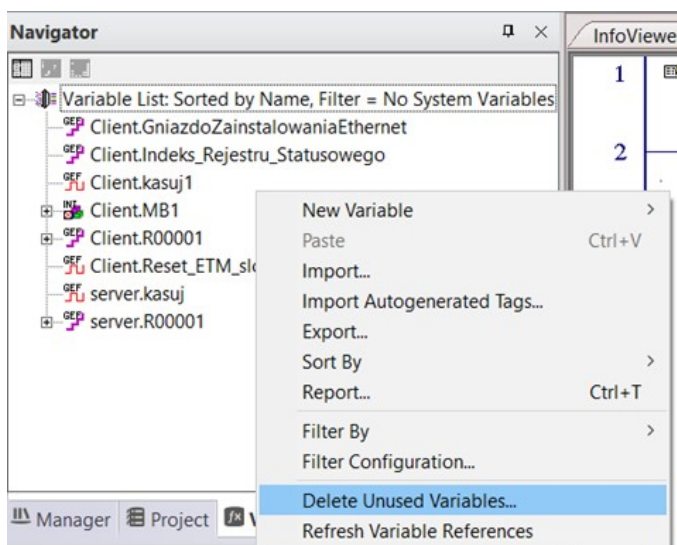 Navigator
InfoViewe
Variable List: Sorted by Name, Filter = No System Variables
1
Client.GniazdoZainstalowaniaEthernet
Client.Indeks_Rejestru_Statusowego
2
Client.kasuj1
Client.MB1
Client.R00001
Client.Reset_ETM_slo
server.kasuj
server.R00001
New Variable
Paste Ctrl+V
Import...
Import Autogenerated Tags...
Export...
Sort By
Report... Ctrl+T
Filter By
Filter Configuration...
Delete Unused Variables...
Refresh Variable References
Manager Project